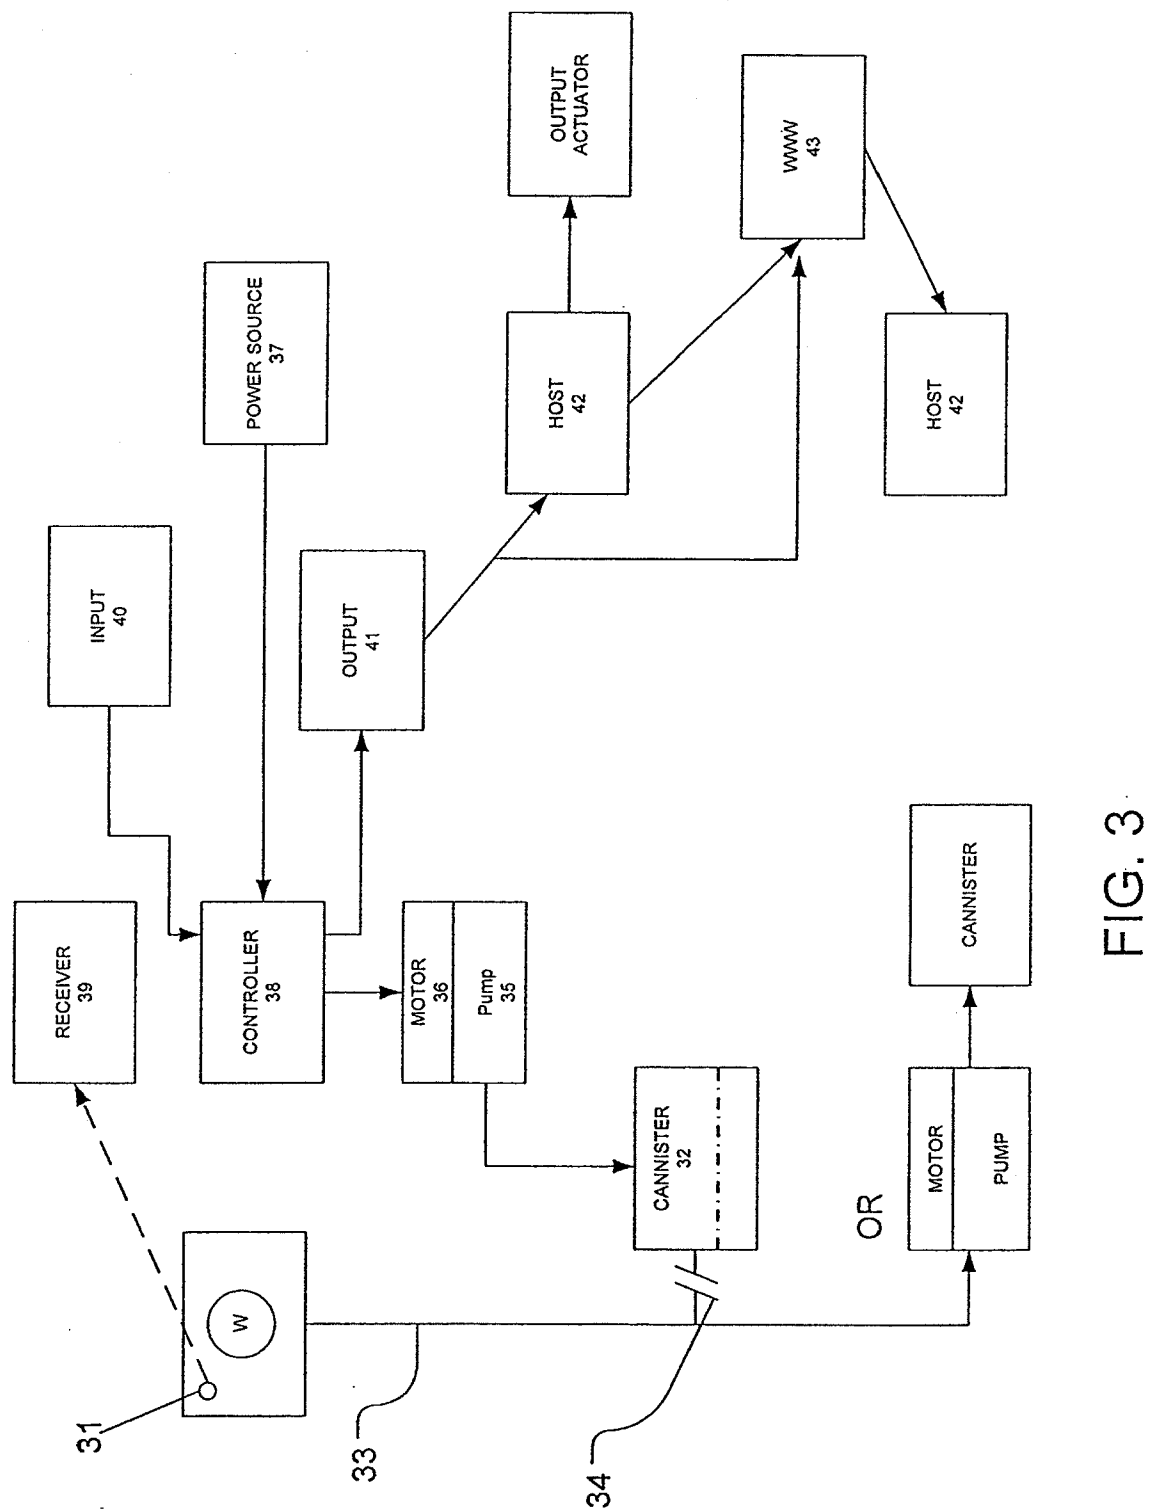 31
W
33
34
RECEIVER
39
INPUT
40
CONTROLLER
38
POWER SOURCE
37
MOTOR
36
Pump
35
OUTPUT
41
HOST
42
OUTPUT
ACTUATOR
WWW
43
HOST
42
CANNISTER
32
OR
MOTOR
PUMP
CANNISTER
FIG. 3